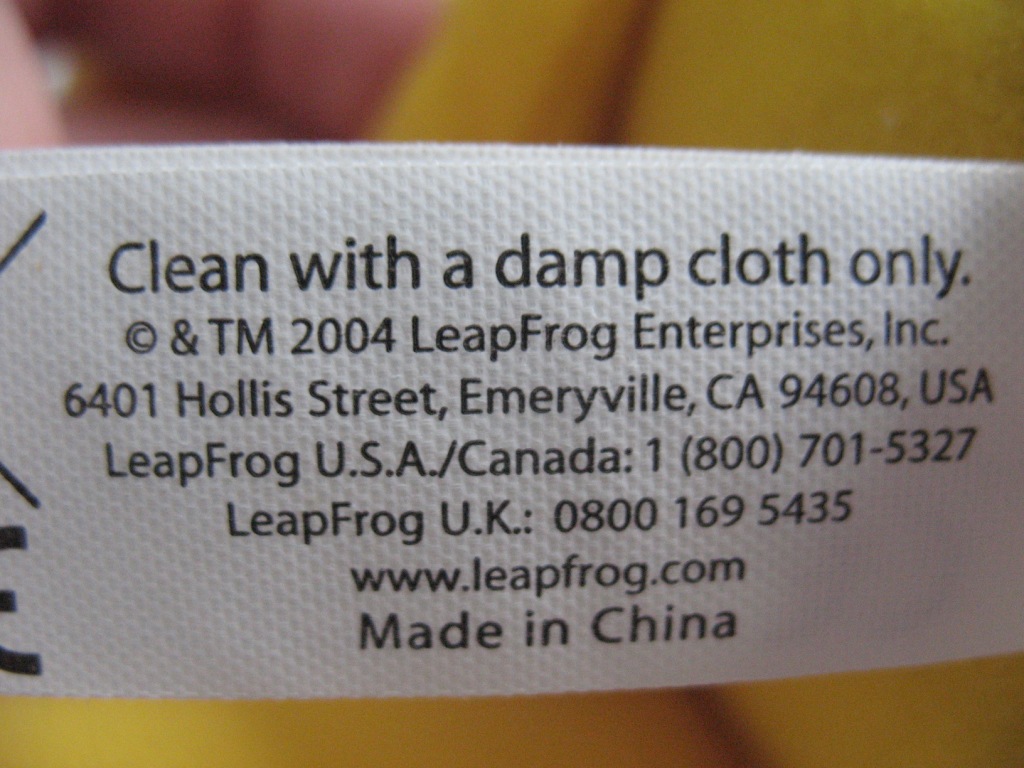 Clean with a damp cloth only.
© & TM 2004 LeapFrog Enterprises, Inc.
6401 Hollis Street, Emeryville, CA 94608, USA
LeapFrog U.S.A./Canada: 1 (800) 701-5327
LeapFrog U.K.: 0800 169 5435
www.leapfrog.com
Made in China